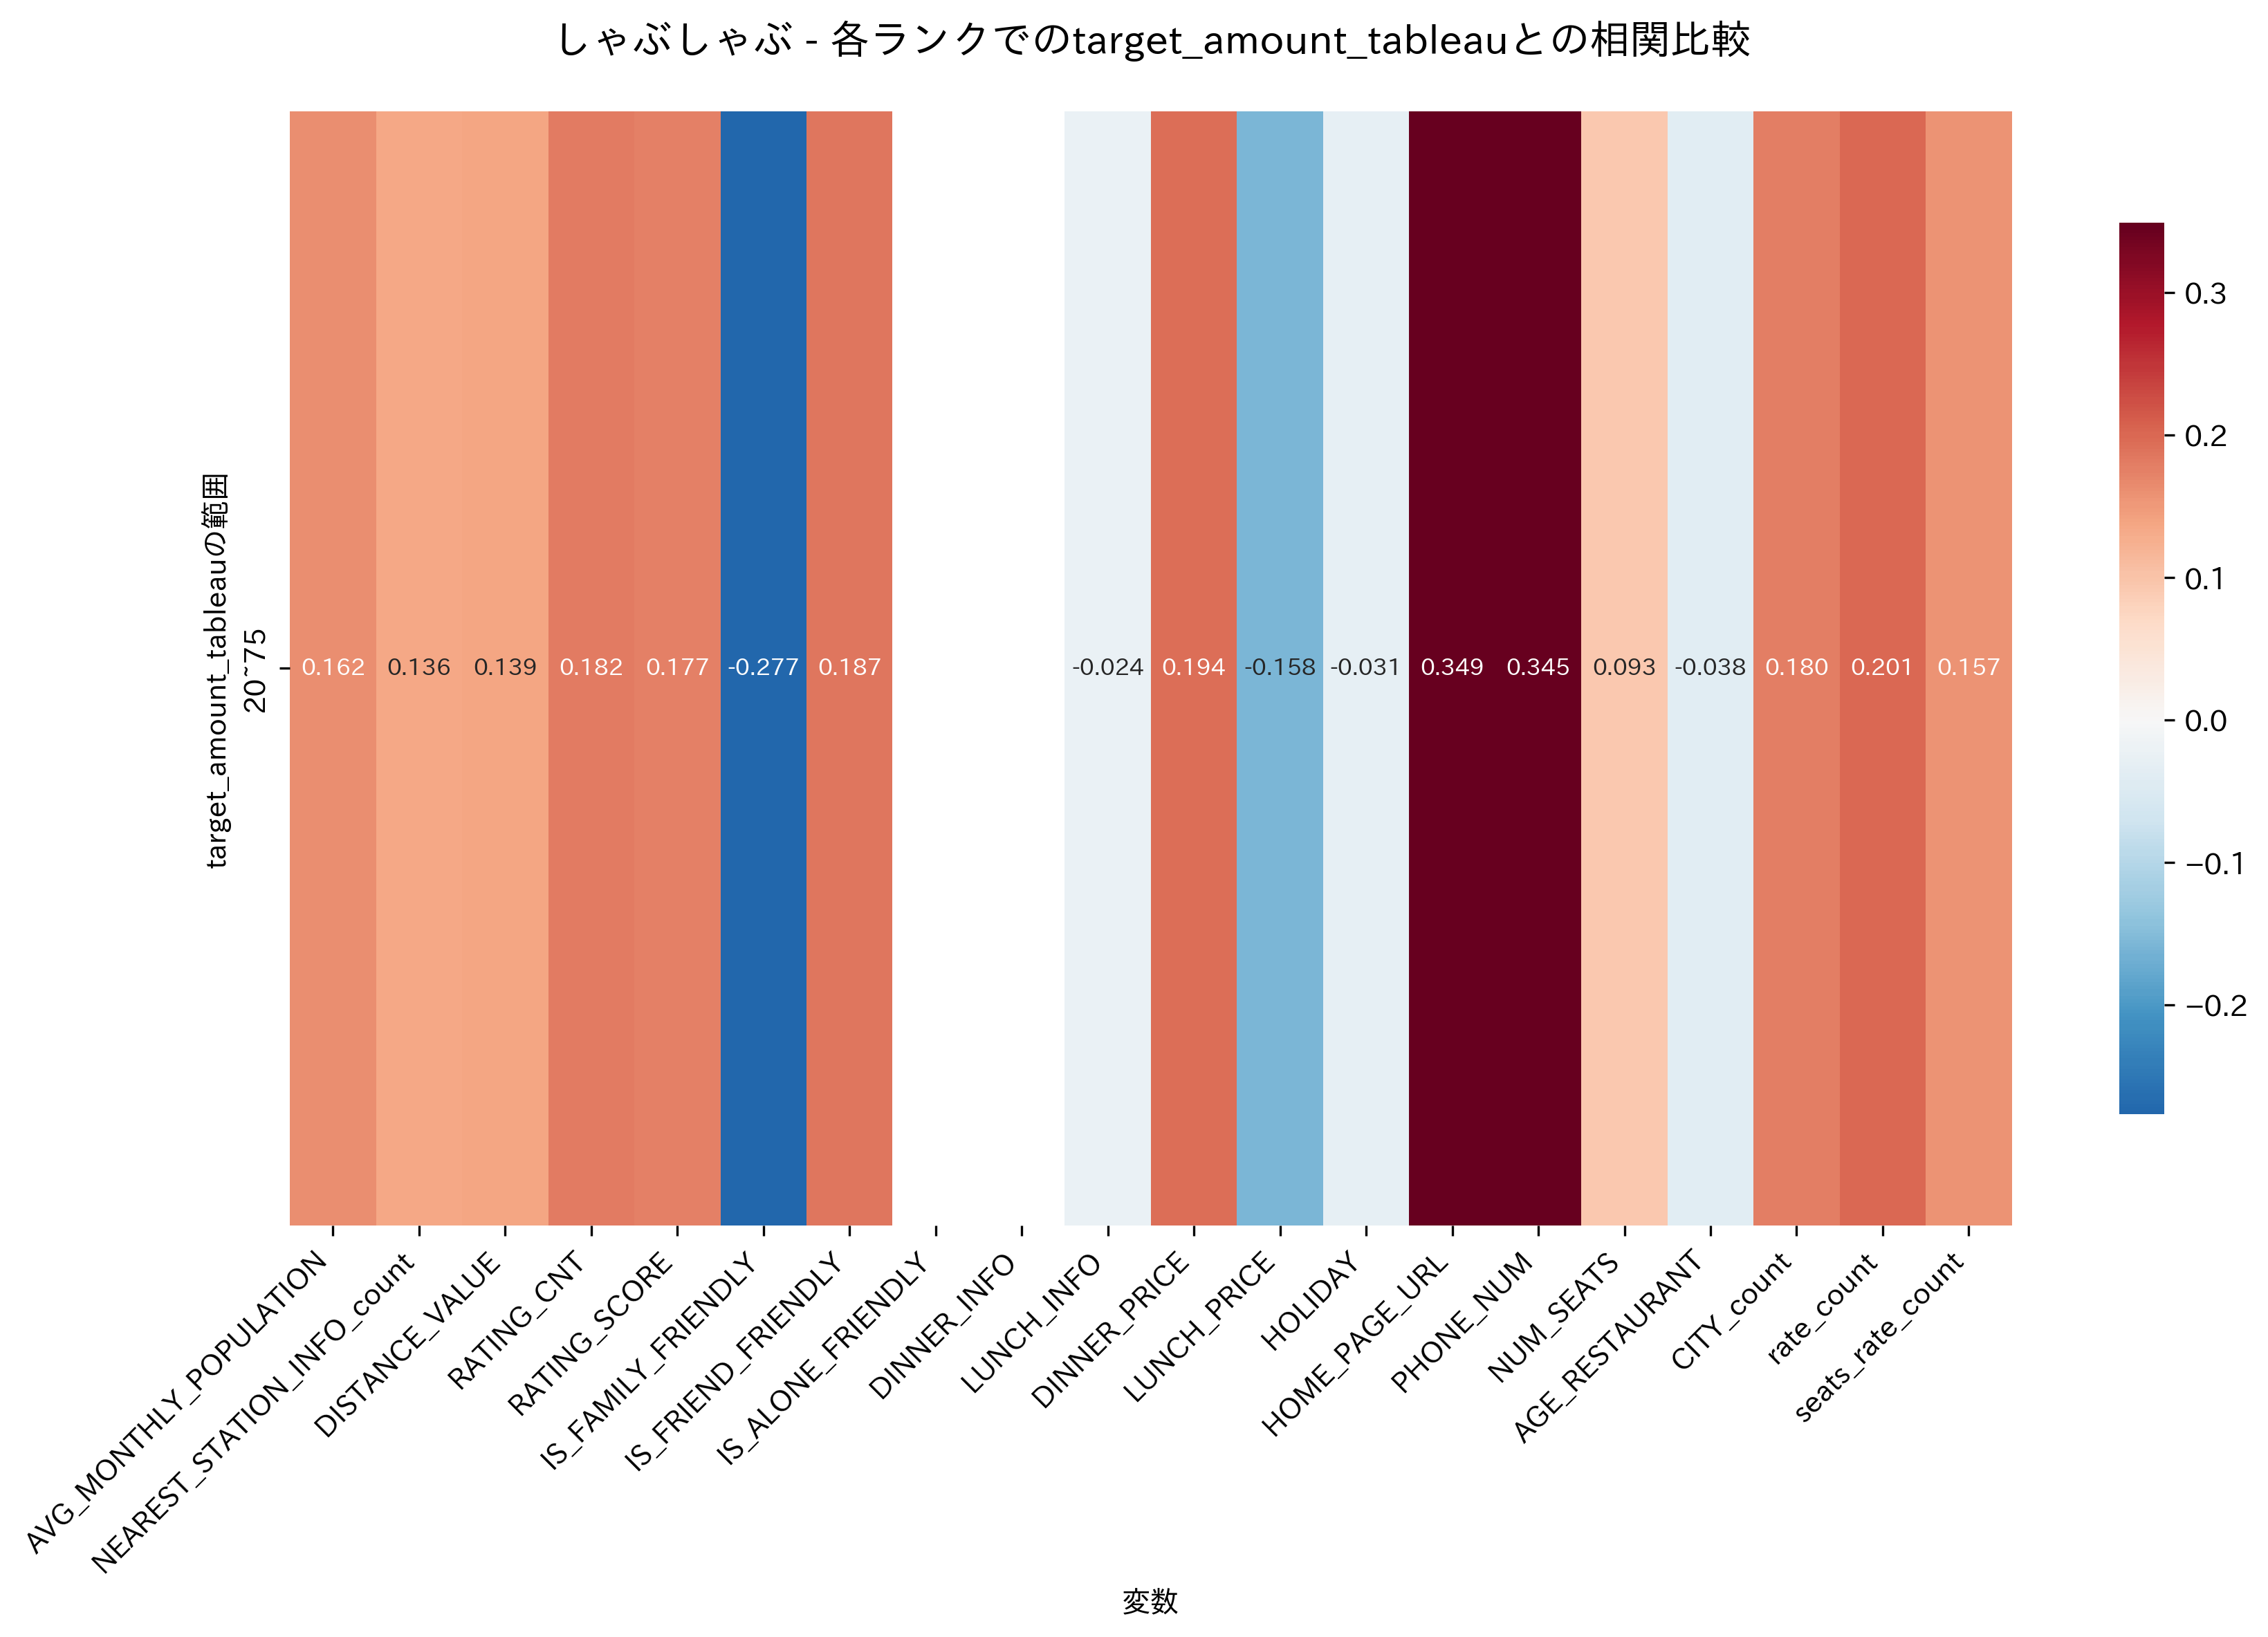 しゃぶしゃぶ - 各ランクでのtarget_amount_tableauとの相関比較
target_amount_tableauの範囲
20~75
0.162 0.136 0.139 0.182 0.177 -0.277 0.187 -0.024 0.194 -0.158 -0.031 0.349 0.345 0.093 -0.038 0.180 0.201 0.157
AVG_MONTHLY_POPULATION
NEAREST_STATION_INFO_count
DISTANCE_VALUE
RATING_CNT
RATING_SCORE
IS_FAMILY_FRIENDLY
IS_FRIEND_FRIENDLY
IS_ALONE_FRIENDLY
DINNER_INFO
LUNCH_INFO
DINNER_PRICE
LUNCH_PRICE
HOLIDAY
HOME_PAGE_URL
PHONE_NUM
NUM_SEATS
AGE_RESTAURANT
CITY_count
rate_count
seats_rate_count
変数
0.3
0.2
0.1
0.0
−0.1
−0.2